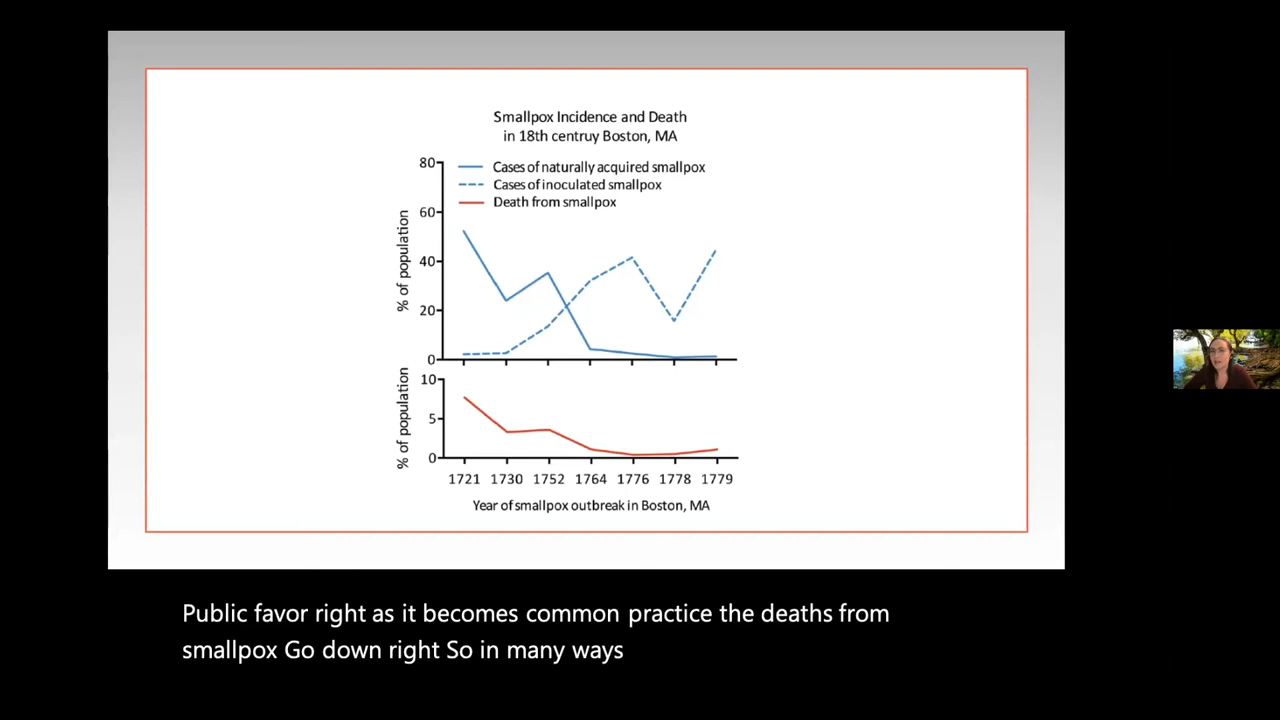 Smallpox Incidence and Death
in 18th centruy Boston, MA
80
Cases of naturally acquired smallpox
Cases of inoculated smallpox
60
Death from smallpox
% of population
40
20
0
% of population
10
5
0
1721 1730 1752 1764 1776 1778 1779
Year of smallpox outbreak in Boston, MA
Public favor right as it becomes common practice the deaths from
smallpox Go down right So in many ways